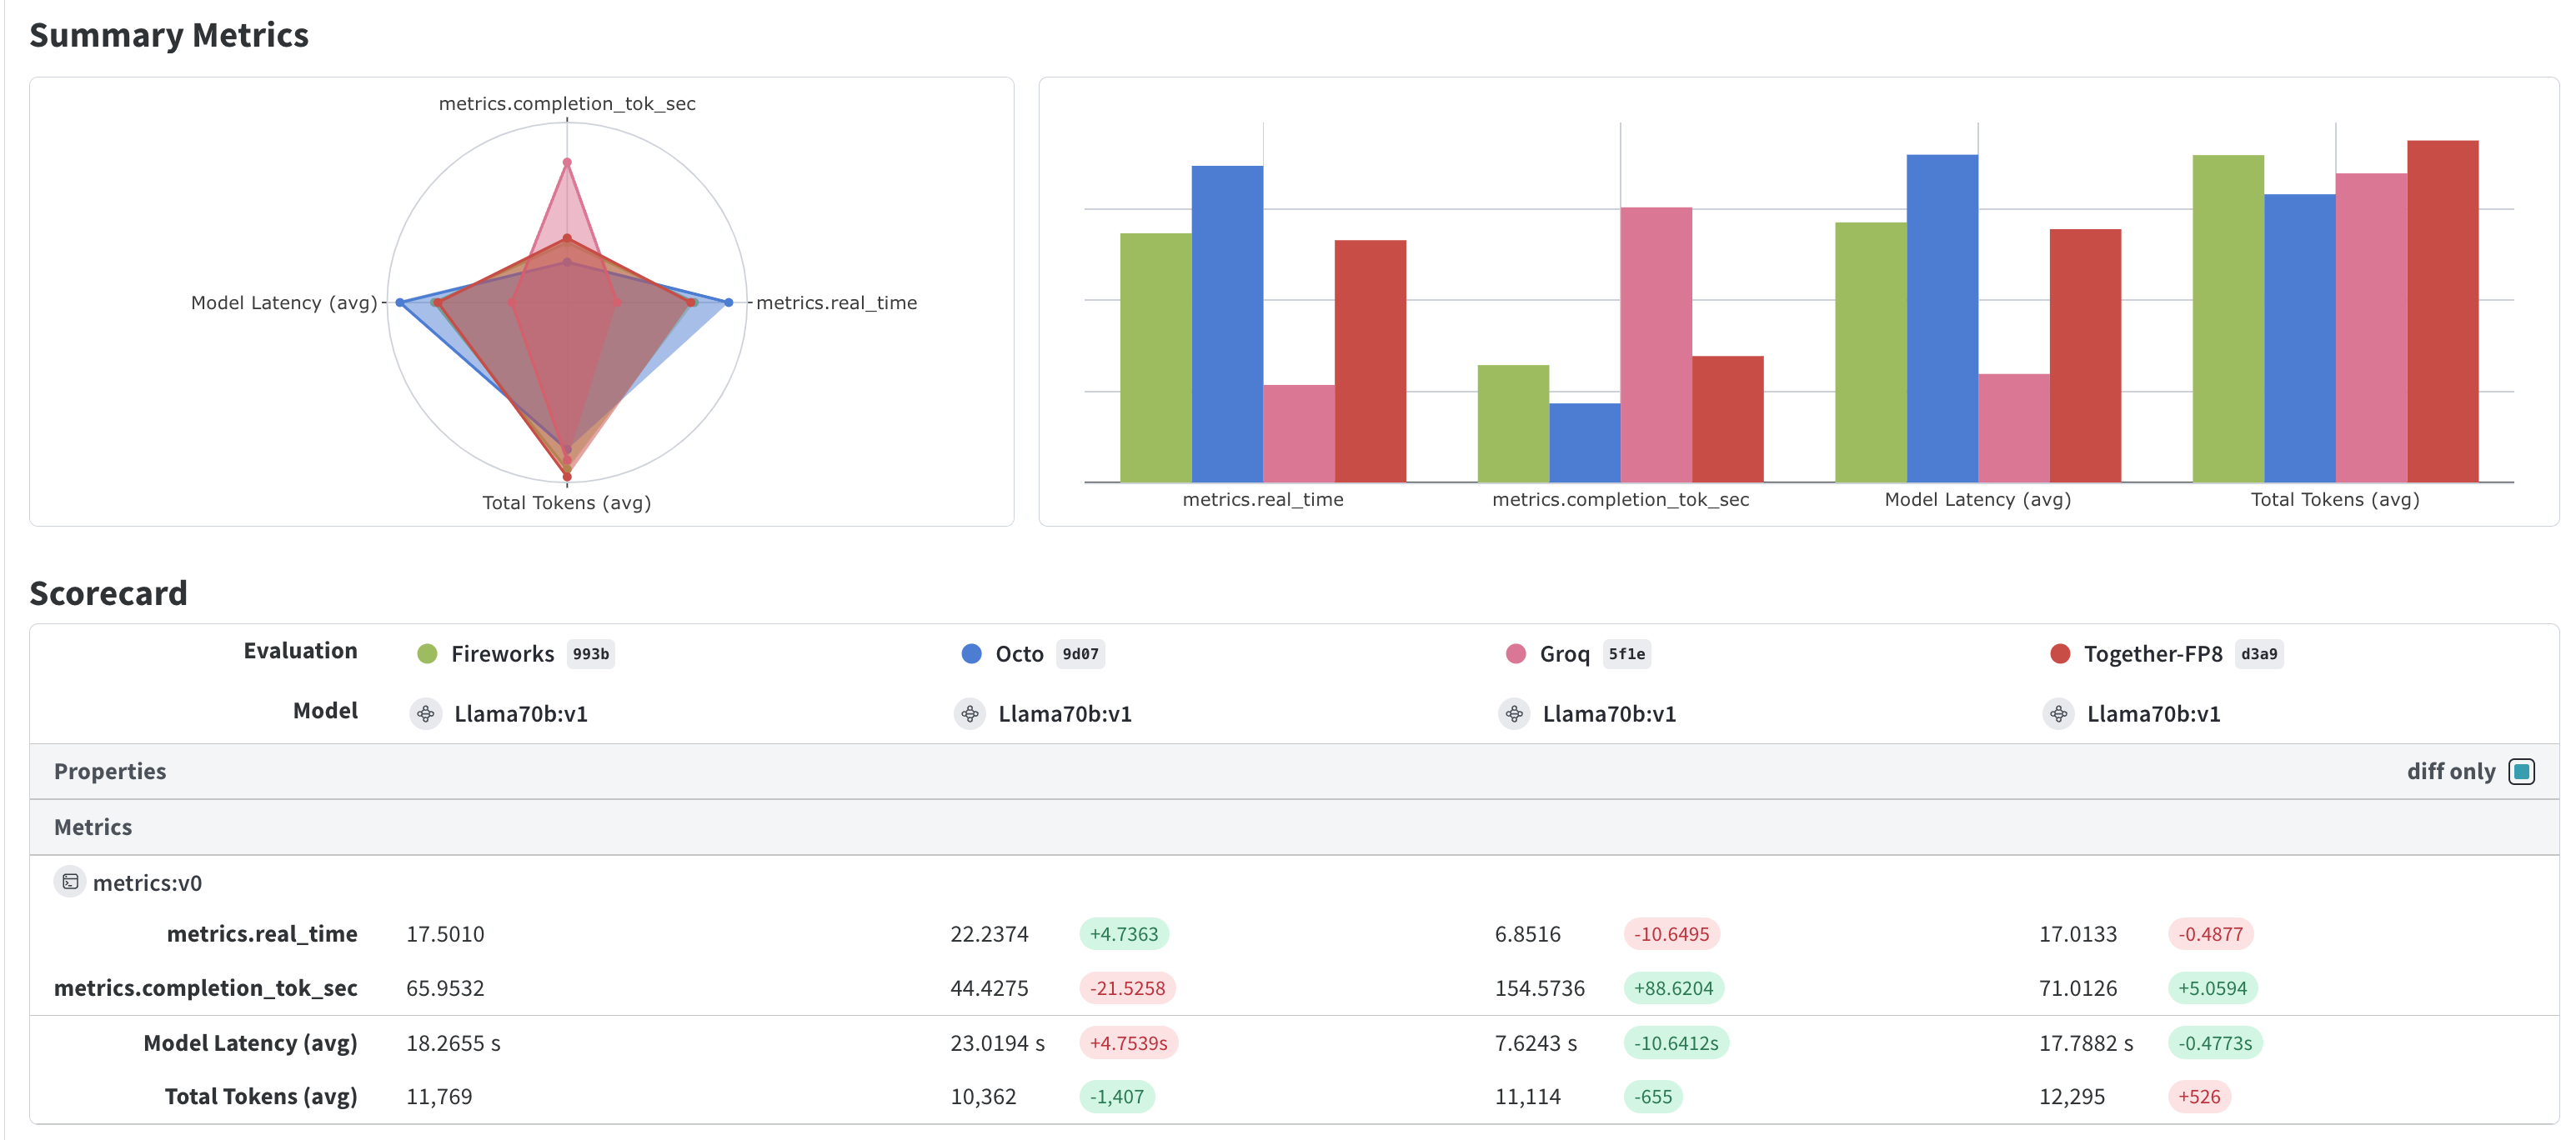 Summary Metrics
metrics.completion_tok_sec
Model Latency (avg)
metrics.real_time
Total Tokens (avg)
metrics.real_time
metrics.completion_tok_sec
Model Latency (avg)
Total Tokens (avg)
Scorecard
Evaluation Fireworks 993b Octo 9d07 Groq 5f1e Together-FP8 d3a9
Model Llama70b:v1 Llama70b:v1 Llama70b:v1 Llama70b:v1
Properties diff only
Metrics
metrics:v0
metrics.real_time 17.5010 22.2374 +4.7363 6.8516 -10.6495 17.0133 -0.4877
metrics.completion_tok_sec 65.9532 44.4275 -21.5258 154.5736 +88.6204 71.0126 +5.0594
Model Latency (avg) 18.2655 s 23.0194 s +4.7539s 7.6243 s -10.6412s 17.7882 s -0.4773s
Total Tokens (avg) 11,769 10,362 -1,407 11,114 -655 12,295 +526